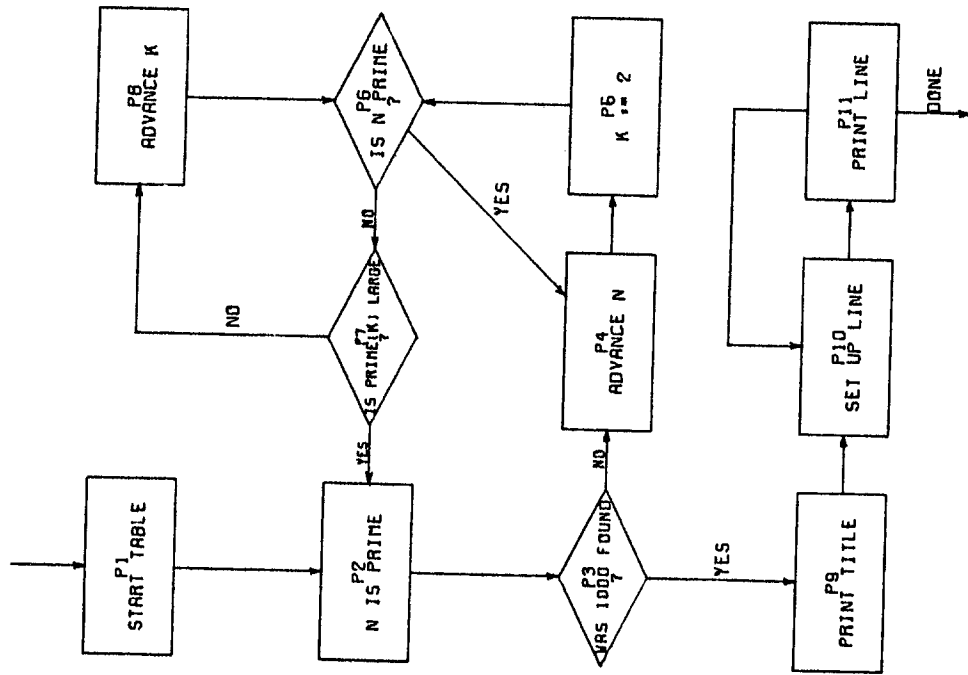 P1
START TABLE
P2
N IS PRIME
P3
WAS 1000 FOUND
?
NO
YES
P4
ADVANCE N
P5
K := 2
P6
IS N PRIME
?
YES
NO
P7
IS PRIME[K] LARGE
?
YES
NO
P8
ADVANCE K
P9
PRINT TITLE
P10
SET UP LINE
P11
PRINT LINE
DONE